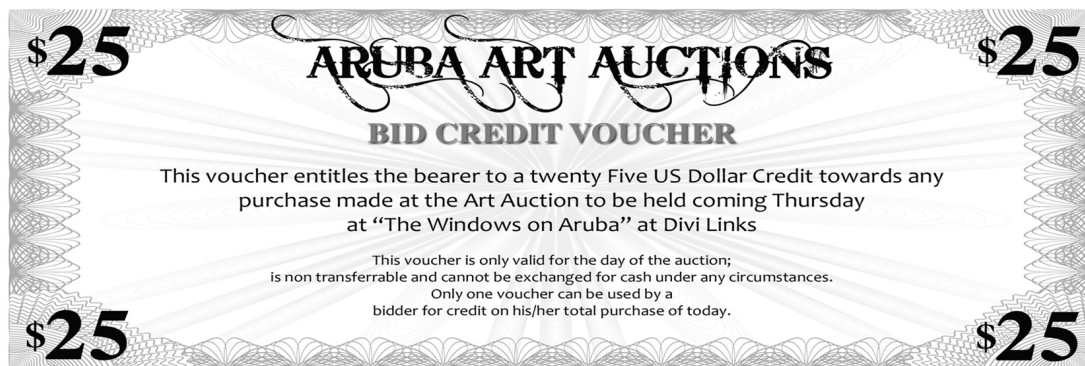 $25
ARUBA ART AUCTIONS
$25
BID CREDIT VOUCHER
This voucher entitles the bearer to a twenty Five US Dollar Credit towards any
purchase made at the Art Auction to be held coming Thursday
at “The Windows on Aruba” at Divi Links
This voucher is only valid for the day of the auction;
is non transferrable and cannot be exchanged for cash under any circumstances.
Only one voucher can be used by a
bidder for credit on his/her total purchase of today.
$25
$25